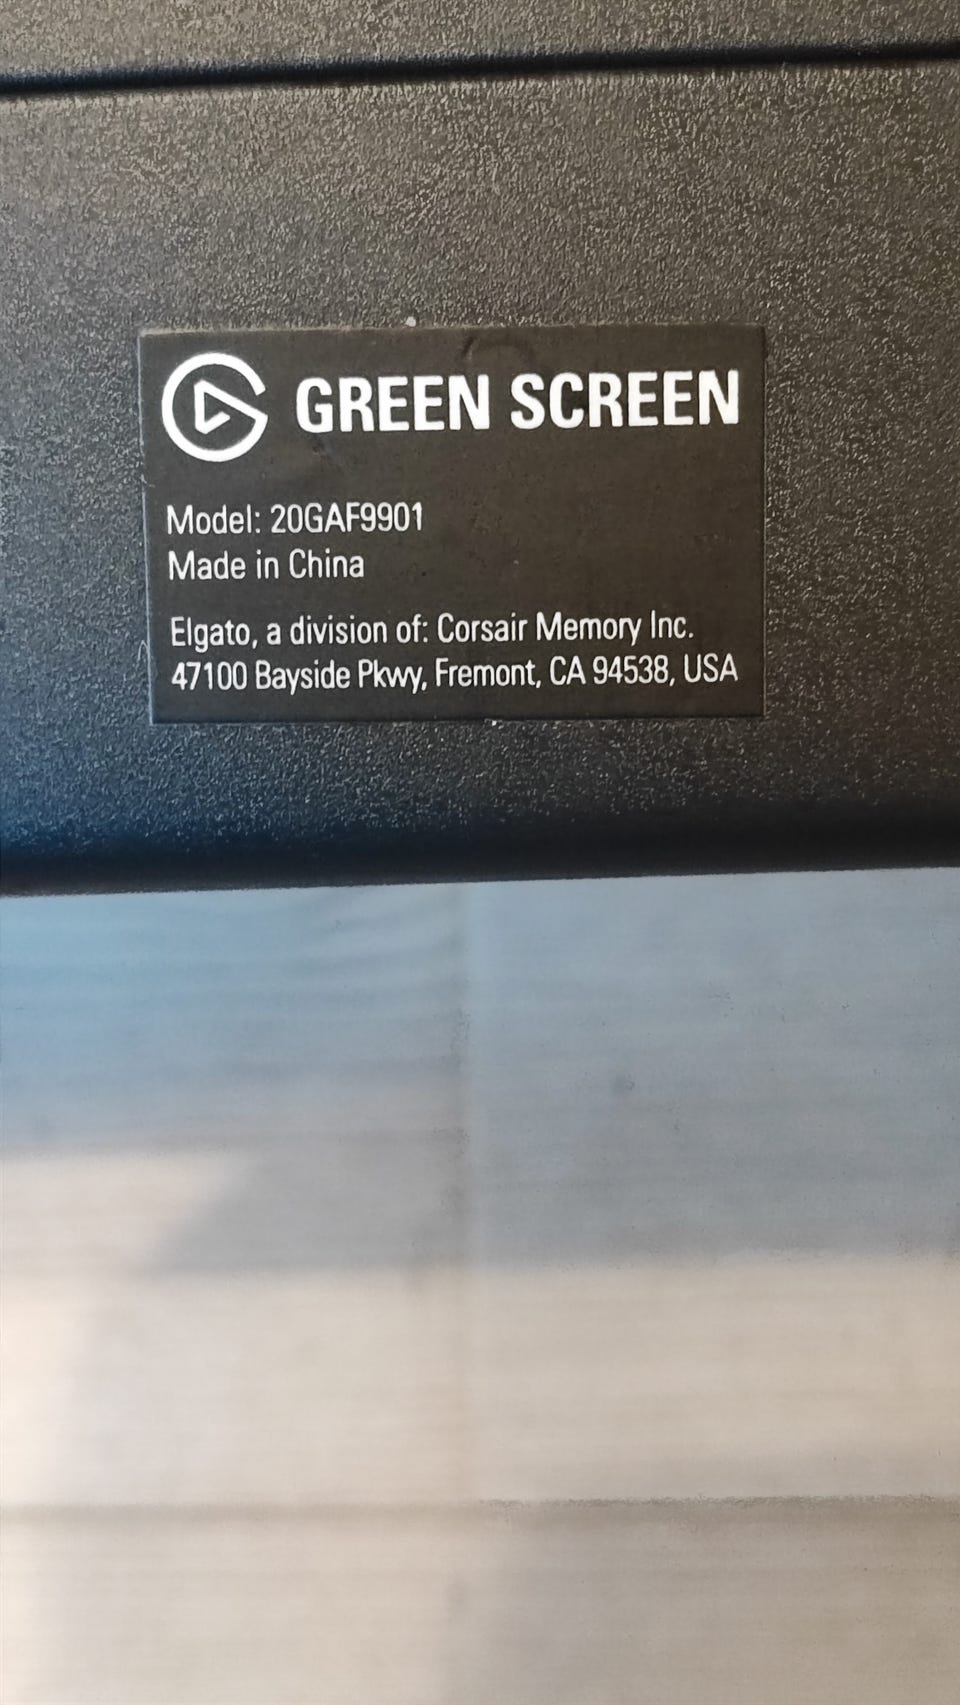 GREEN SCREEN
Model: 20GAF9901
Made in China
Elgato, a division of: Corsair Memory Inc.
47100 Bayside Pkwy, Fremont, CA 94538, USA